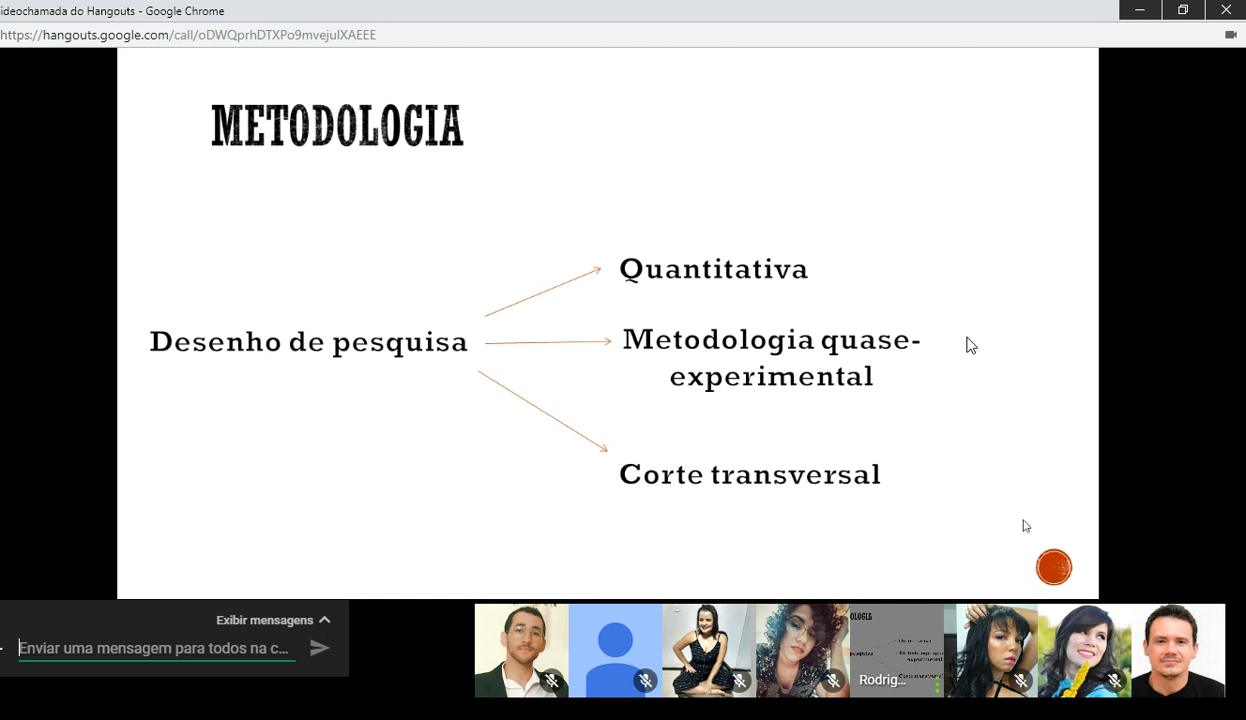 ideochamada do Hangouts - Google Chrome
https://hangouts.google.com/call/oDWQprhDTXPo9mvejuIXAEEE
METODOLOGIA
Quantitativa
Desenho de pesquisa
Metodologia quase-
experimental
Corte transversal
Exibir mensagens
Enviar uma mensagem para todos na c...
Rodrig...